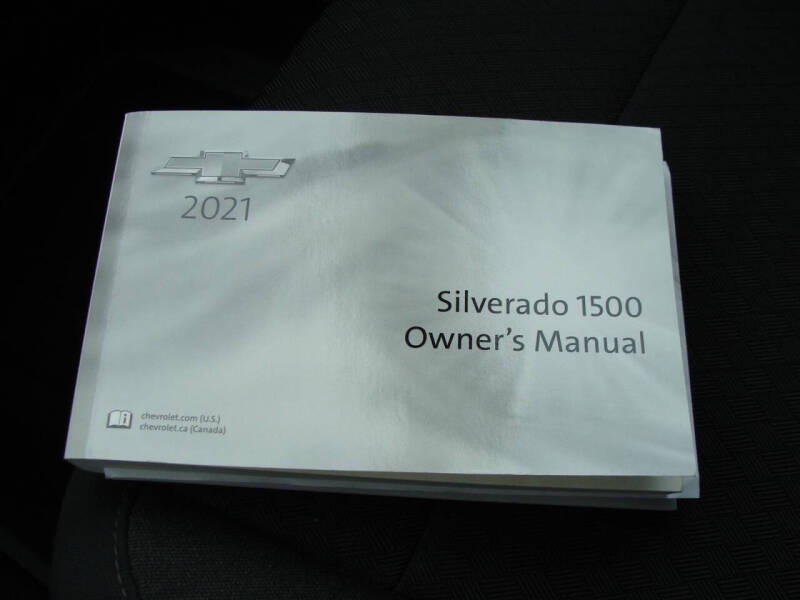 2021
Silverado 1500
Owner's Manual
chevrolet.com (U.S.)
chevrolet.ca (Canada)